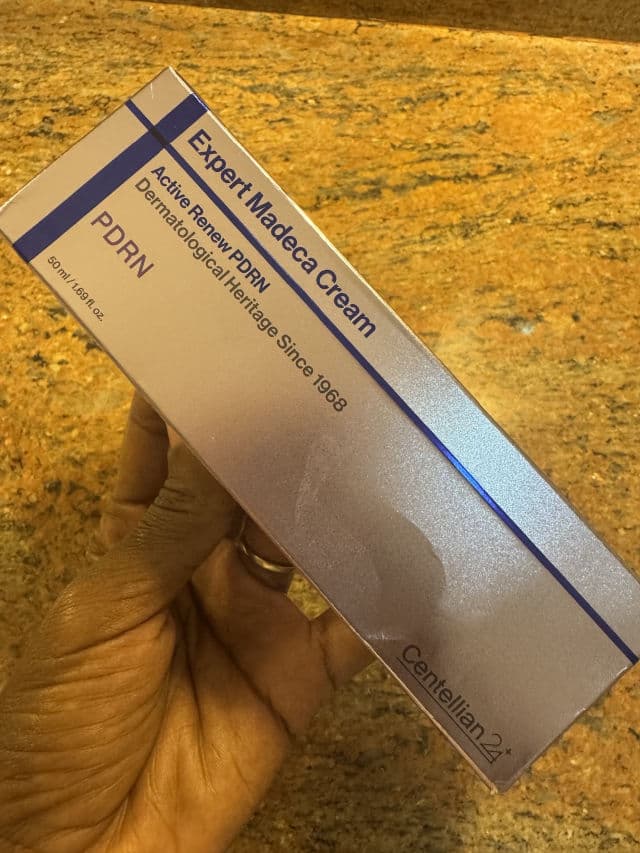 Expert Madeca Cream
Active Renew PDRN
Dermatological Heritage Since 1968
PDRN
50 ml / 1.69 fl. oz.
Centellian 24+